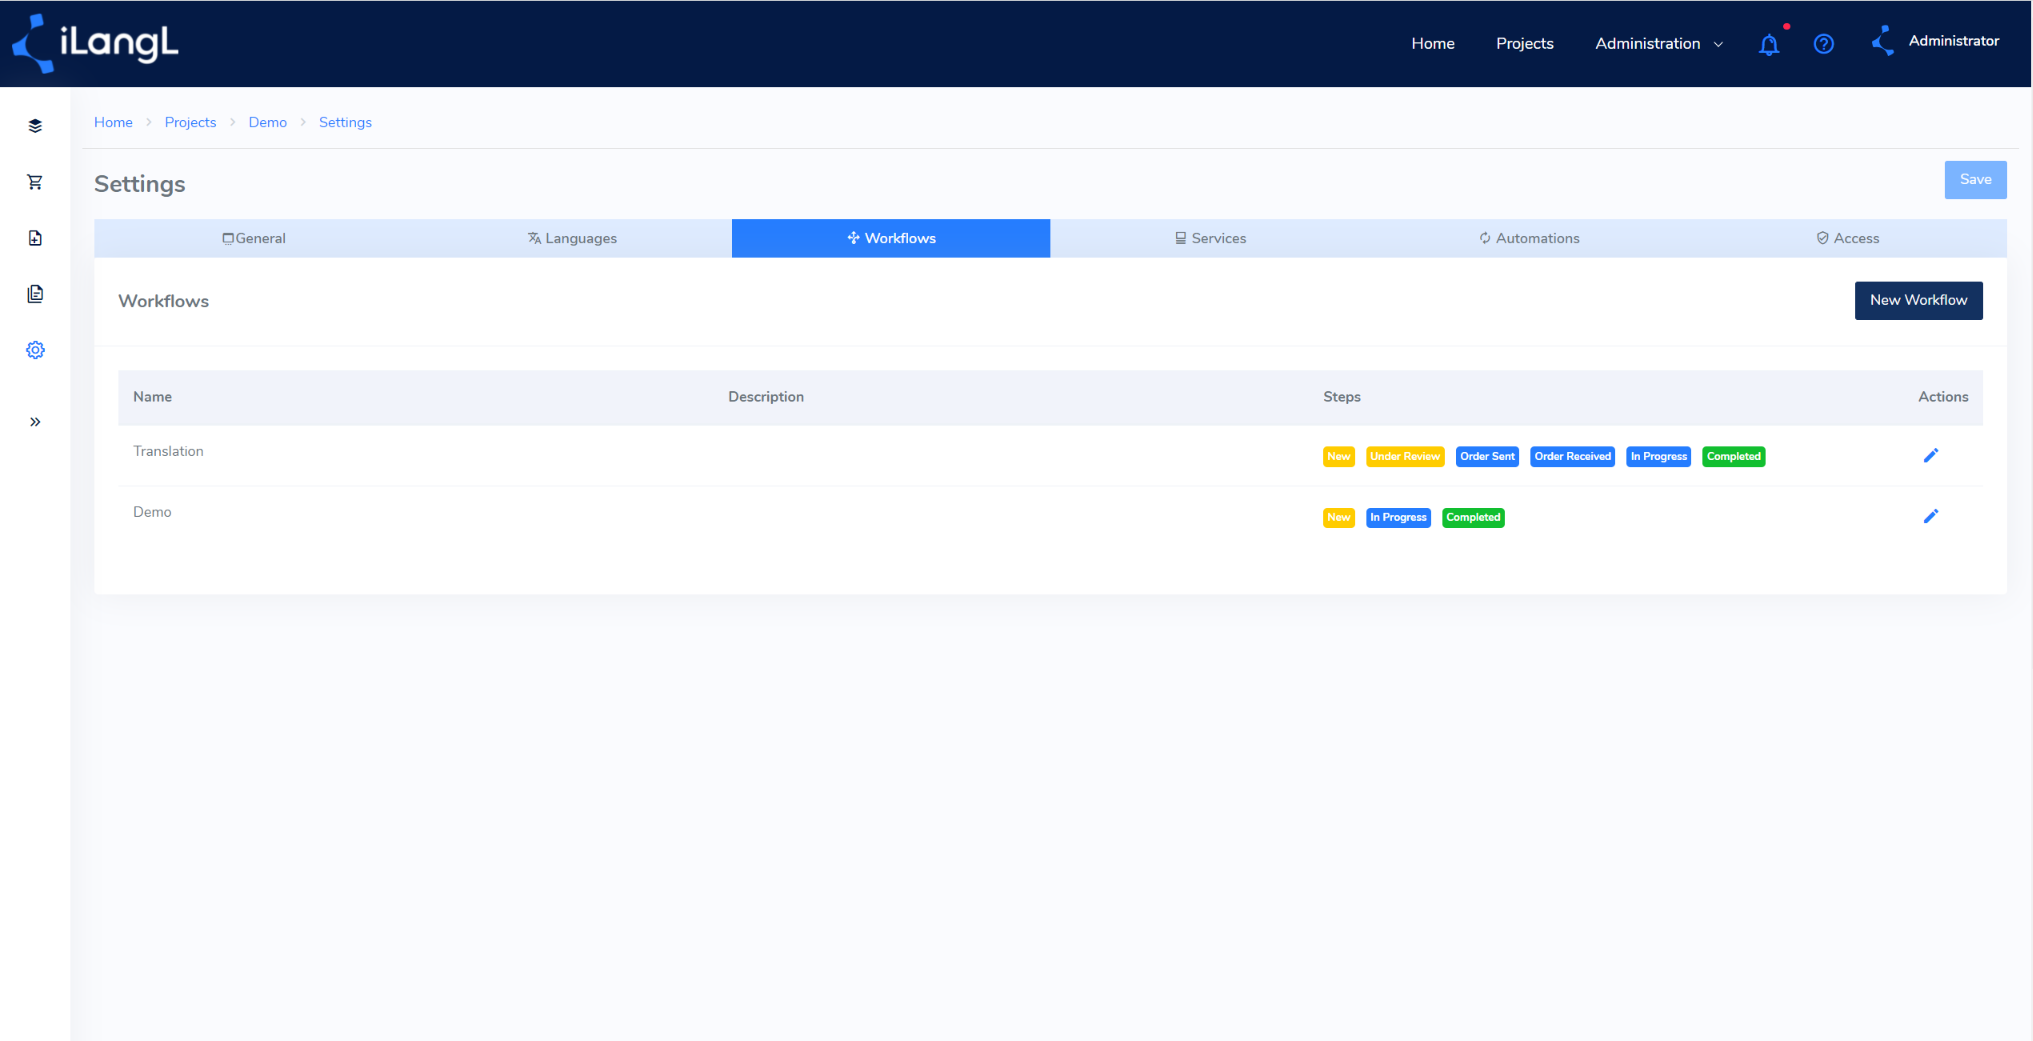 iLangL
Home Projects Administration Administrator
Home Projects Demo Settings
Settings
Save
General Languages Workflows Services Automations Access
Workflows
New Workflow
Name Description Steps Actions
Translation New Under Review Order Sent Order Received In Progress Completed
Demo New In Progress Completed